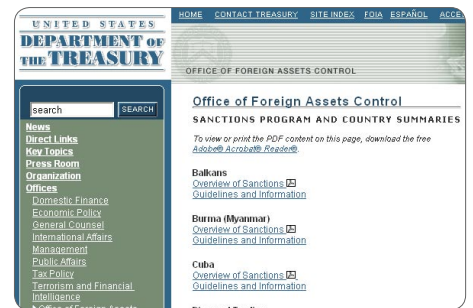 UNITED STATES
DEPARTMENT OF
THE TREASURY
HOME CONTACT TREASURY SITE INDEX FOIA ESPAÑOL
OFFICE OF FOREIGN ASSETS CONTROL
search SEARCH
News
Direct Links
Key Topics
Press Room
Organization
Offices
Domestic Finance
Economic Policy
General Counsel
International Affairs
Management
Public Affairs
Tax Policy
Terrorism and Financial
Intelligence
Office of Foreign Assets
Office of Foreign Assets Control
SANCTIONS PROGRAM AND COUNTRY SUMMARIES
To view or print the PDF content on this page, download the free
Adobe® Acrobat® Reader®.
Balkans
Overview of Sanctions
Guidelines and Information
Burma (Myanmar)
Overview of Sanctions
Guidelines and Information
Cuba
Overview of Sanctions
Guidelines and Information